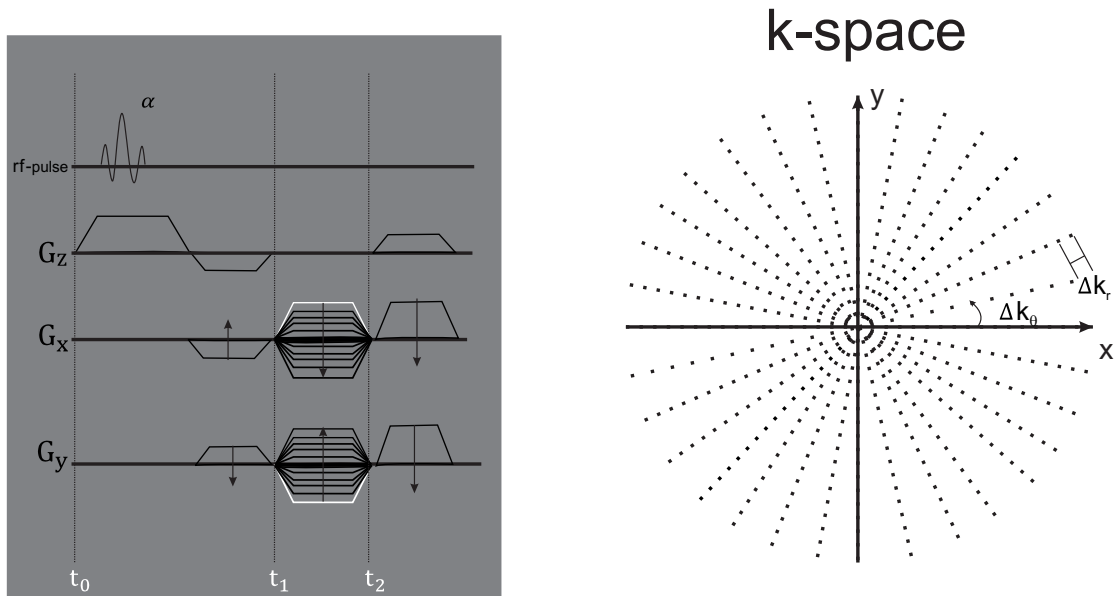 k-space
α
rf-pulse
G_z
G_x
G_y
t_0
t_1
t_2
y
Δk_r
Δk_θ
x